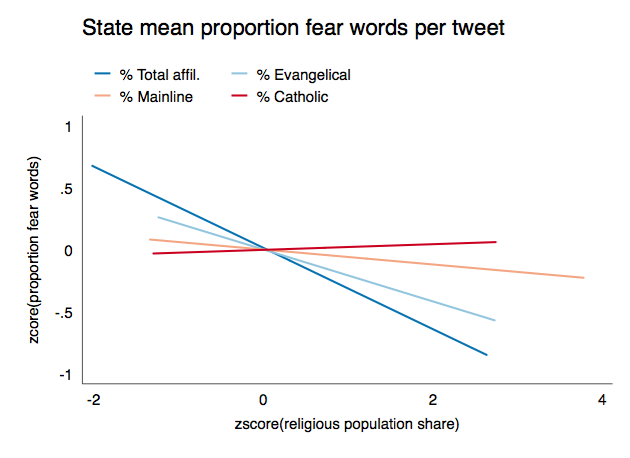 State mean proportion fear words per tweet
% Total affil.
% Evangelical
% Mainline
% Catholic
1
.5
0
-.5
-1
zcore(proportion fear words)
-2
0
2
4
zscore(religious population share)